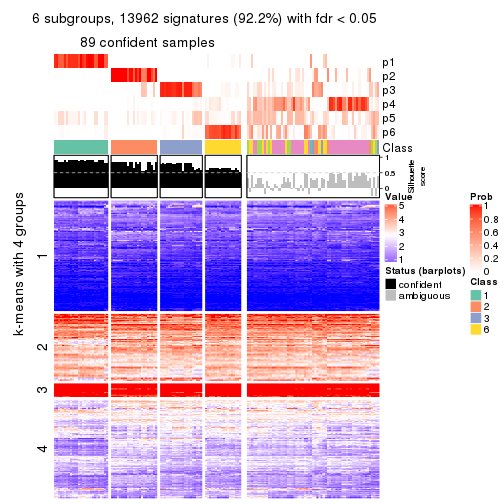 6 subgroups, 13962 signatures (92.2%) with fdr < 0.05
89 confident samples
p1
p2
p3
p4
p5
p6
Class
1
0.5
0
Silhouette
score
k-means with 4 groups
1
2
3
4
Value
5
4
3
2
1
Status (barplots)
confident
ambiguous
Prob
1
0.8
0.6
0.4
0.2
0
Class
1
2
3
6